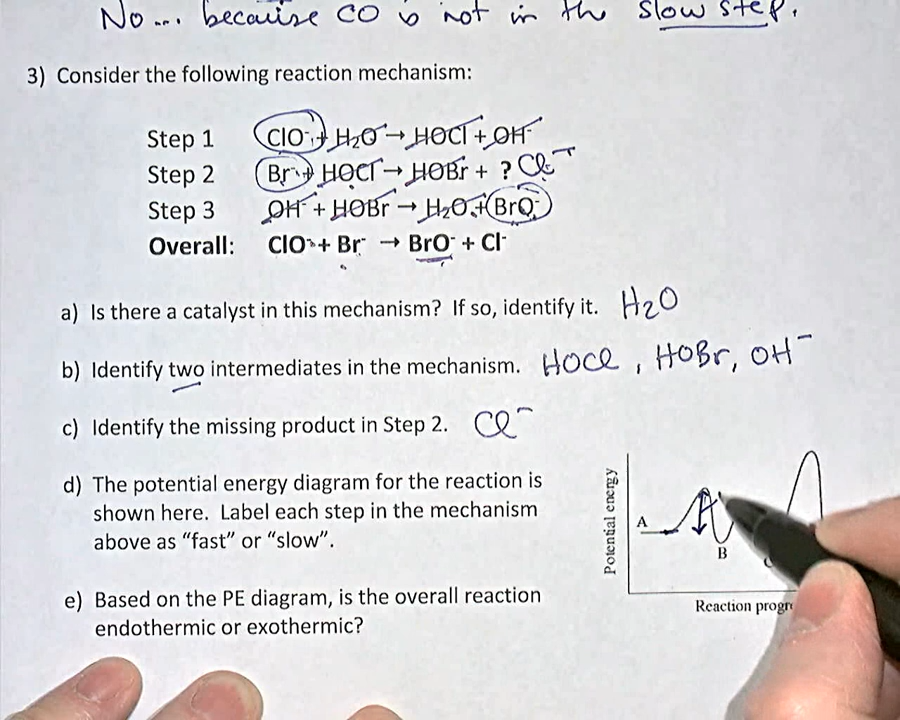 No... because CO is not in the slow step.
3) Consider the following reaction mechanism:
Step 1 ClO⁻ + H₂O → HOCl + OH⁻
Step 2 Br⁻ + HOCl → HOBr + ? Cl⁻
Step 3 OH⁻ + HOBr → H₂O + BrO⁻
Overall: ClO⁻ + Br⁻ → BrO⁻ + Cl⁻
a) Is there a catalyst in this mechanism? If so, identify it. H₂O
b) Identify two intermediates in the mechanism. HOCl, HOBr, OH⁻
c) Identify the missing product in Step 2. Cl⁻
d) The potential energy diagram for the reaction is
shown here. Label each step in the mechanism
above as “fast” or “slow”.
Potential energy
A
B
Reaction
e) Based on the PE diagram, is the overall reaction
endothermic or exothermic?